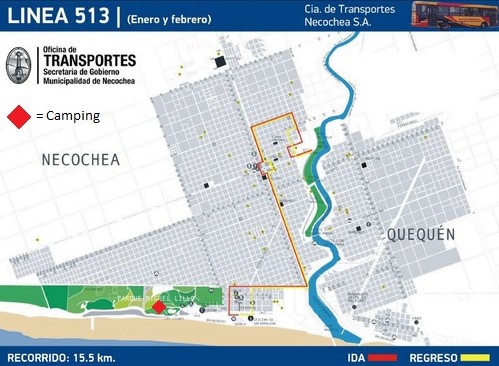 LINEA 513 | (Enero y febrero)
Cia. de Transportes
Necochea S.A.
Oficina de
TRANSPORTES
Secretaría de Gobierno
Municipalidad de Necochea
= Camping
NECOCHEA
QUEQUÉN
PARQUE MIGUEL LILLO
RECORRIDO: 15.5 km.
IDA
REGRESO